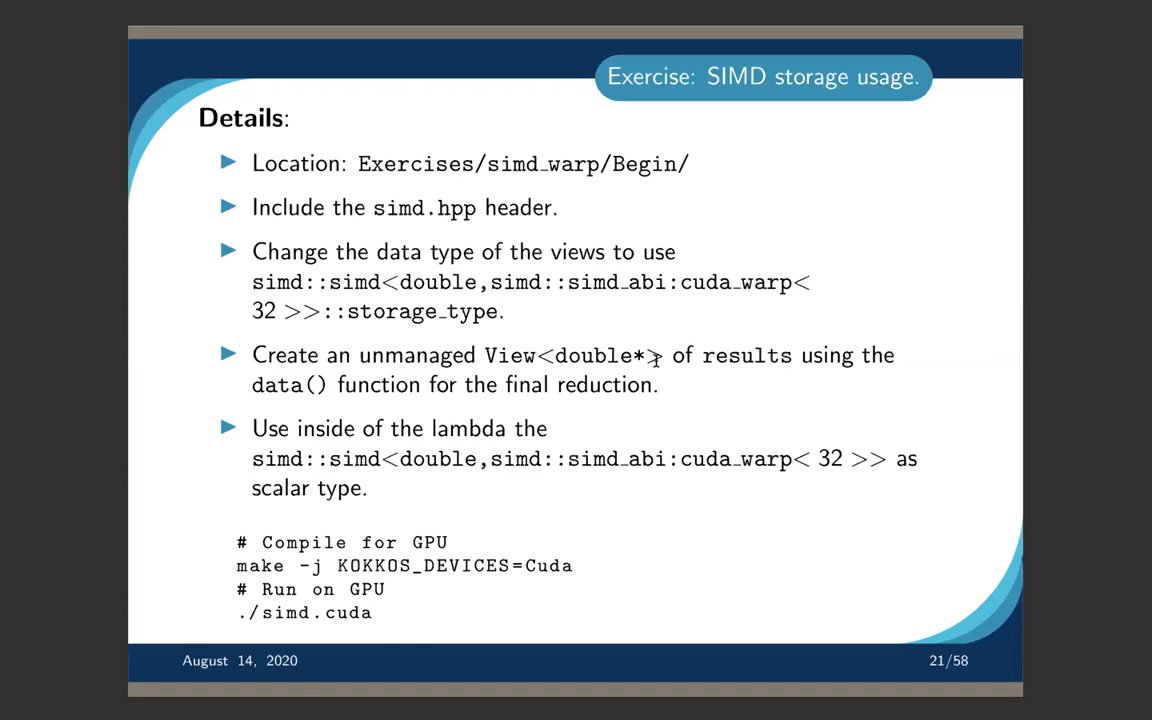 Exercise: SIMD storage usage.
Details:
Location: Exercises/simd_warp/Begin/
Include the simd.hpp header.
Change the data type of the views to use
simd::simd<double,simd::simd_abi:cuda_warp<
32 >>::storage_type.
Create an unmanaged View<double*> of results using the
data() function for the final reduction.
Use inside of the lambda the
simd::simd<double,simd::simd_abi:cuda_warp< 32 >> as
scalar type.
# Compile for GPU
make -j KOKKOS_DEVICES=Cuda
# Run on GPU
./simd.cuda
August 14, 2020
21/58